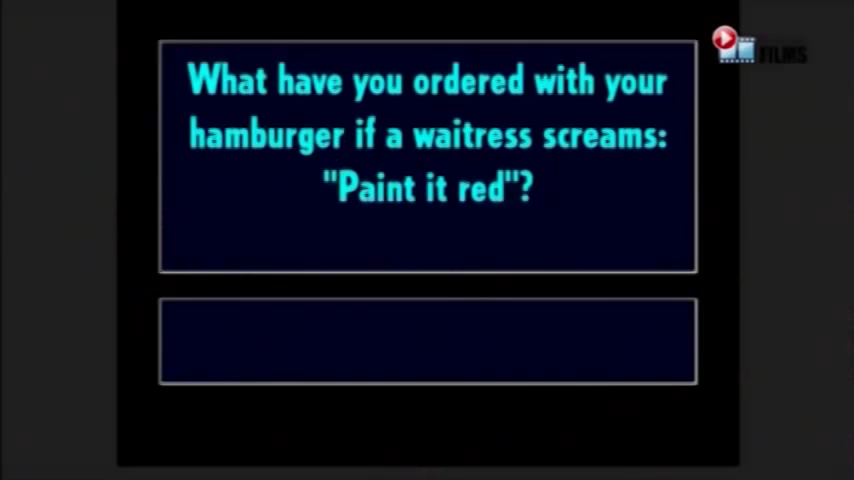 What have you ordered with your
hamburger if a waitress screams:
"Paint it red"?
FILMS